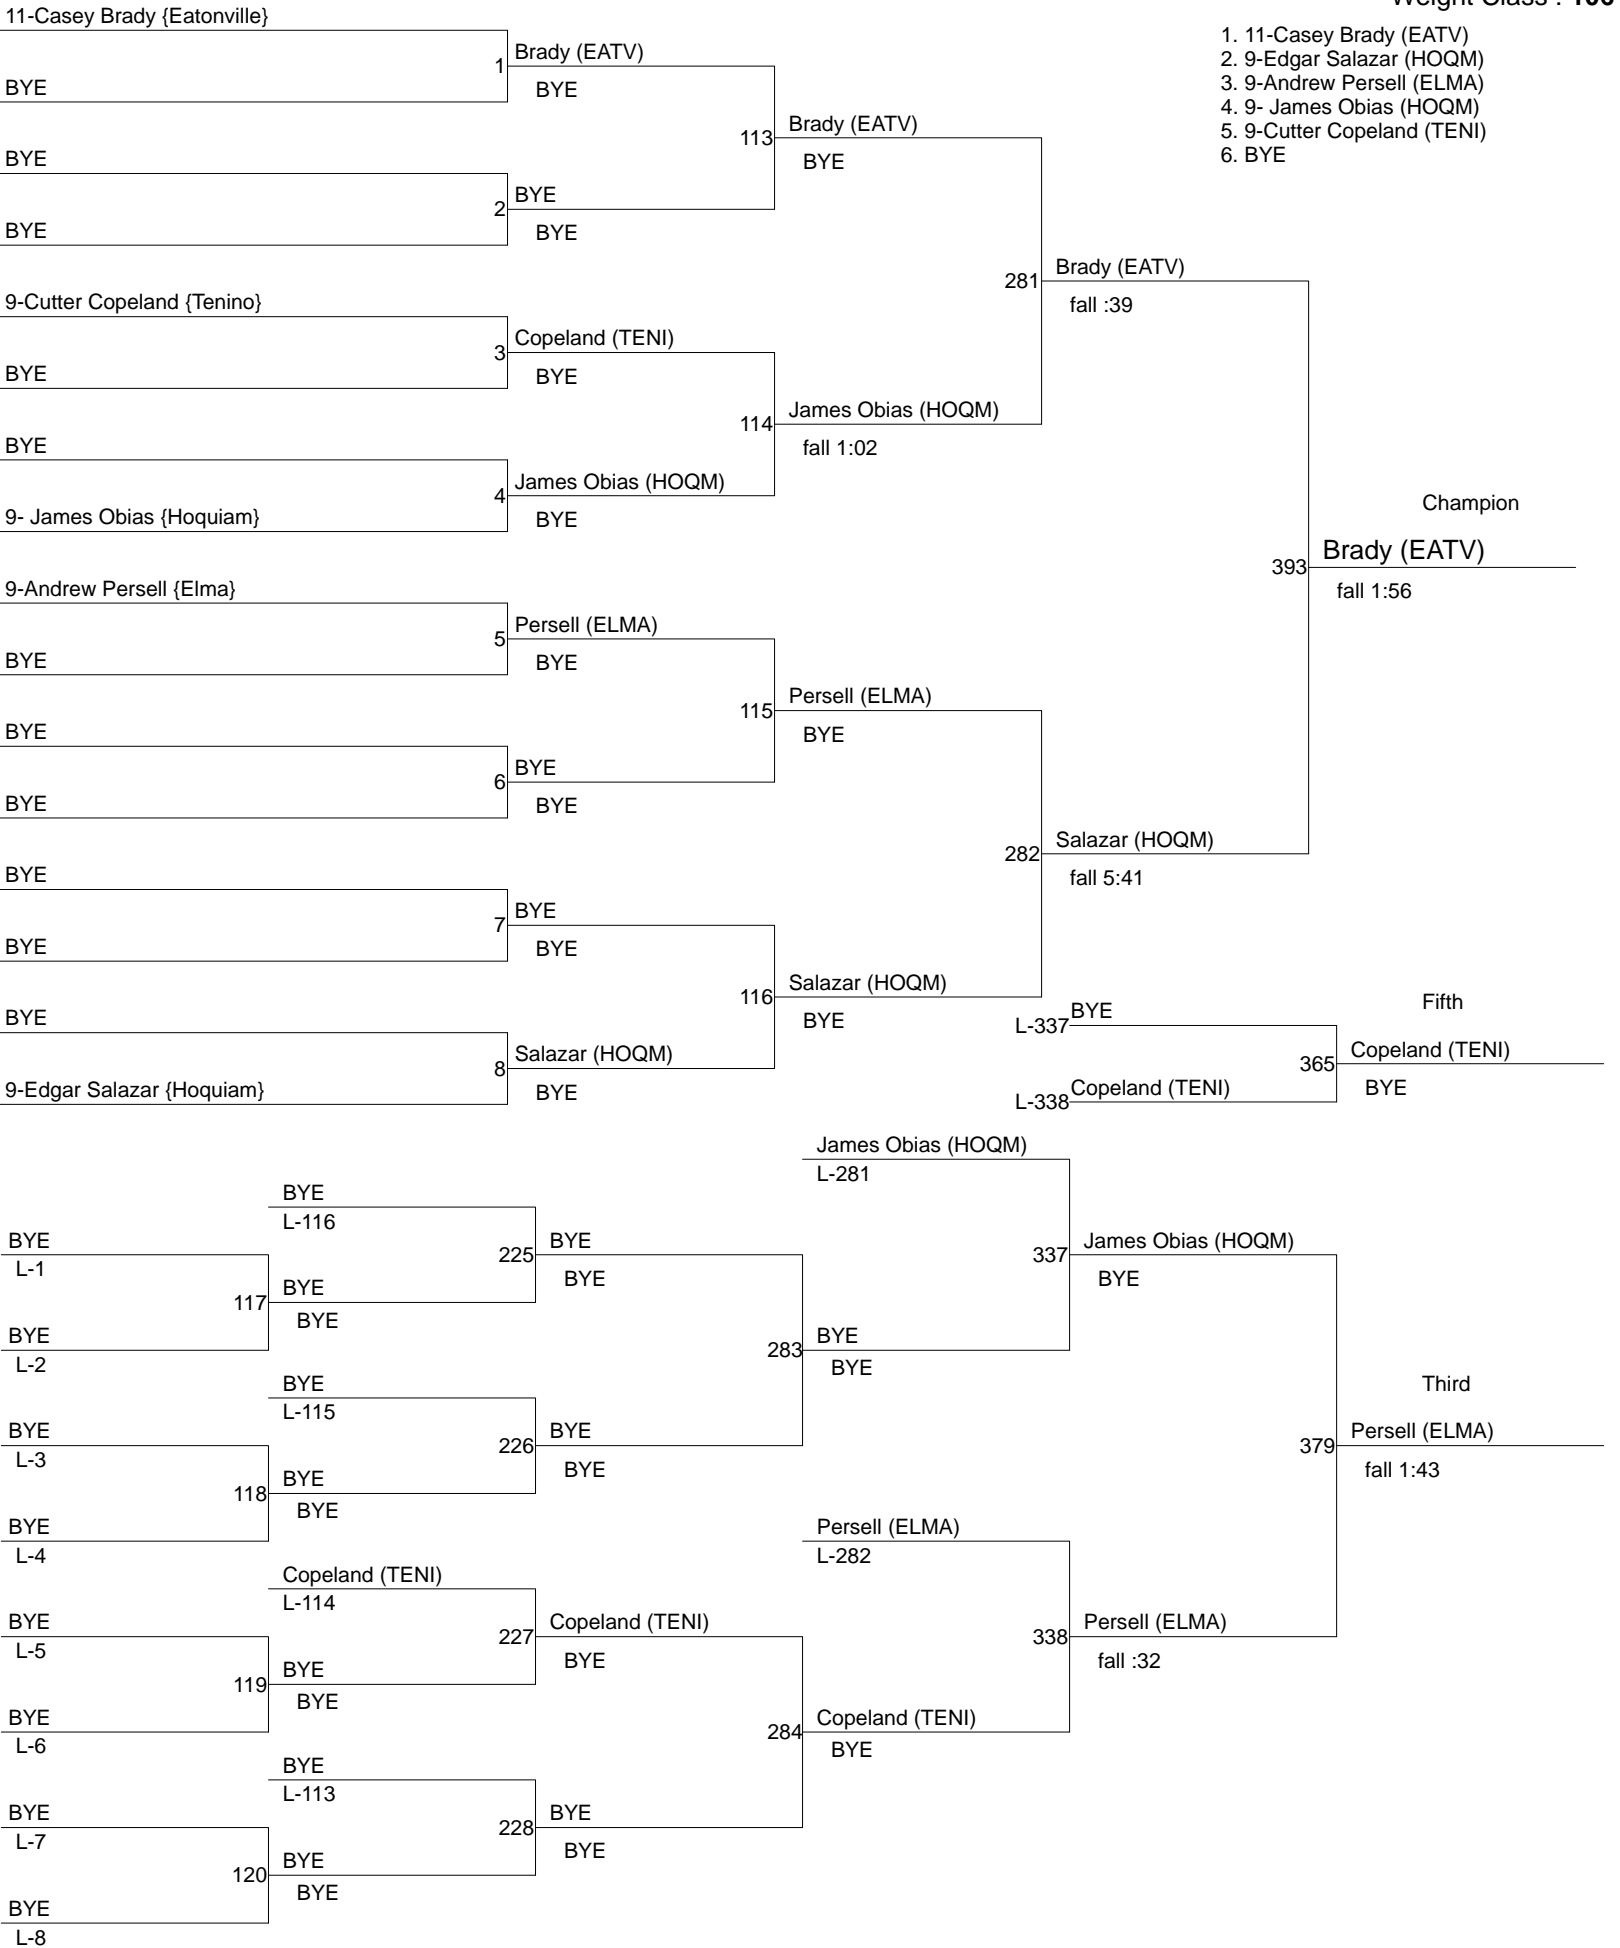 11-Casey Brady {Eatonville}
BYE
BYE
BYE
9-Cutter Copeland {Tenino}
BYE
BYE
9- James Obias {Hoquiam}
9-Andrew Persell {Elma}
BYE
BYE
BYE
BYE
BYE
BYE
9-Edgar Salazar {Hoquiam}
1
Brady (EATV)
BYE
2
BYE
BYE
3
Copeland (TENI)
BYE
4
James Obias (HOQM)
BYE
5
Persell (ELMA)
BYE
6
BYE
BYE
7
BYE
BYE
8
Salazar (HOQM)
BYE
113
Brady (EATV)
BYE
114
James Obias (HOQM)
fall 1:02
115
Persell (ELMA)
BYE
116
Salazar (HOQM)
BYE
281
Brady (EATV)
fall :39
282
Salazar (HOQM)
fall 5:41
Champion
393
Brady (EATV)
fall 1:56
1. 11-Casey Brady (EATV)
2. 9-Edgar Salazar (HOQM)
3. 9-Andrew Persell (ELMA)
4. 9- James Obias (HOQM)
5. 9-Cutter Copeland (TENI)
6. BYE
Fifth
L-337
BYE
L-338
Copeland (TENI)
365
Copeland (TENI)
BYE
BYE
L-1
BYE
L-2
BYE
L-3
BYE
L-4
BYE
L-5
BYE
L-6
BYE
L-7
BYE
L-8
BYE
L-116
117
BYE
BYE
BYE
L-115
118
BYE
BYE
Copeland (TENI)
L-114
119
BYE
BYE
BYE
L-113
120
BYE
BYE
225
BYE
BYE
226
BYE
BYE
227
Copeland (TENI)
BYE
228
BYE
BYE
James Obias (HOQM)
L-281
283
BYE
BYE
Persell (ELMA)
L-282
284
Copeland (TENI)
BYE
337
James Obias (HOQM)
BYE
338
Persell (ELMA)
fall :32
Third
379
Persell (ELMA)
fall 1:43